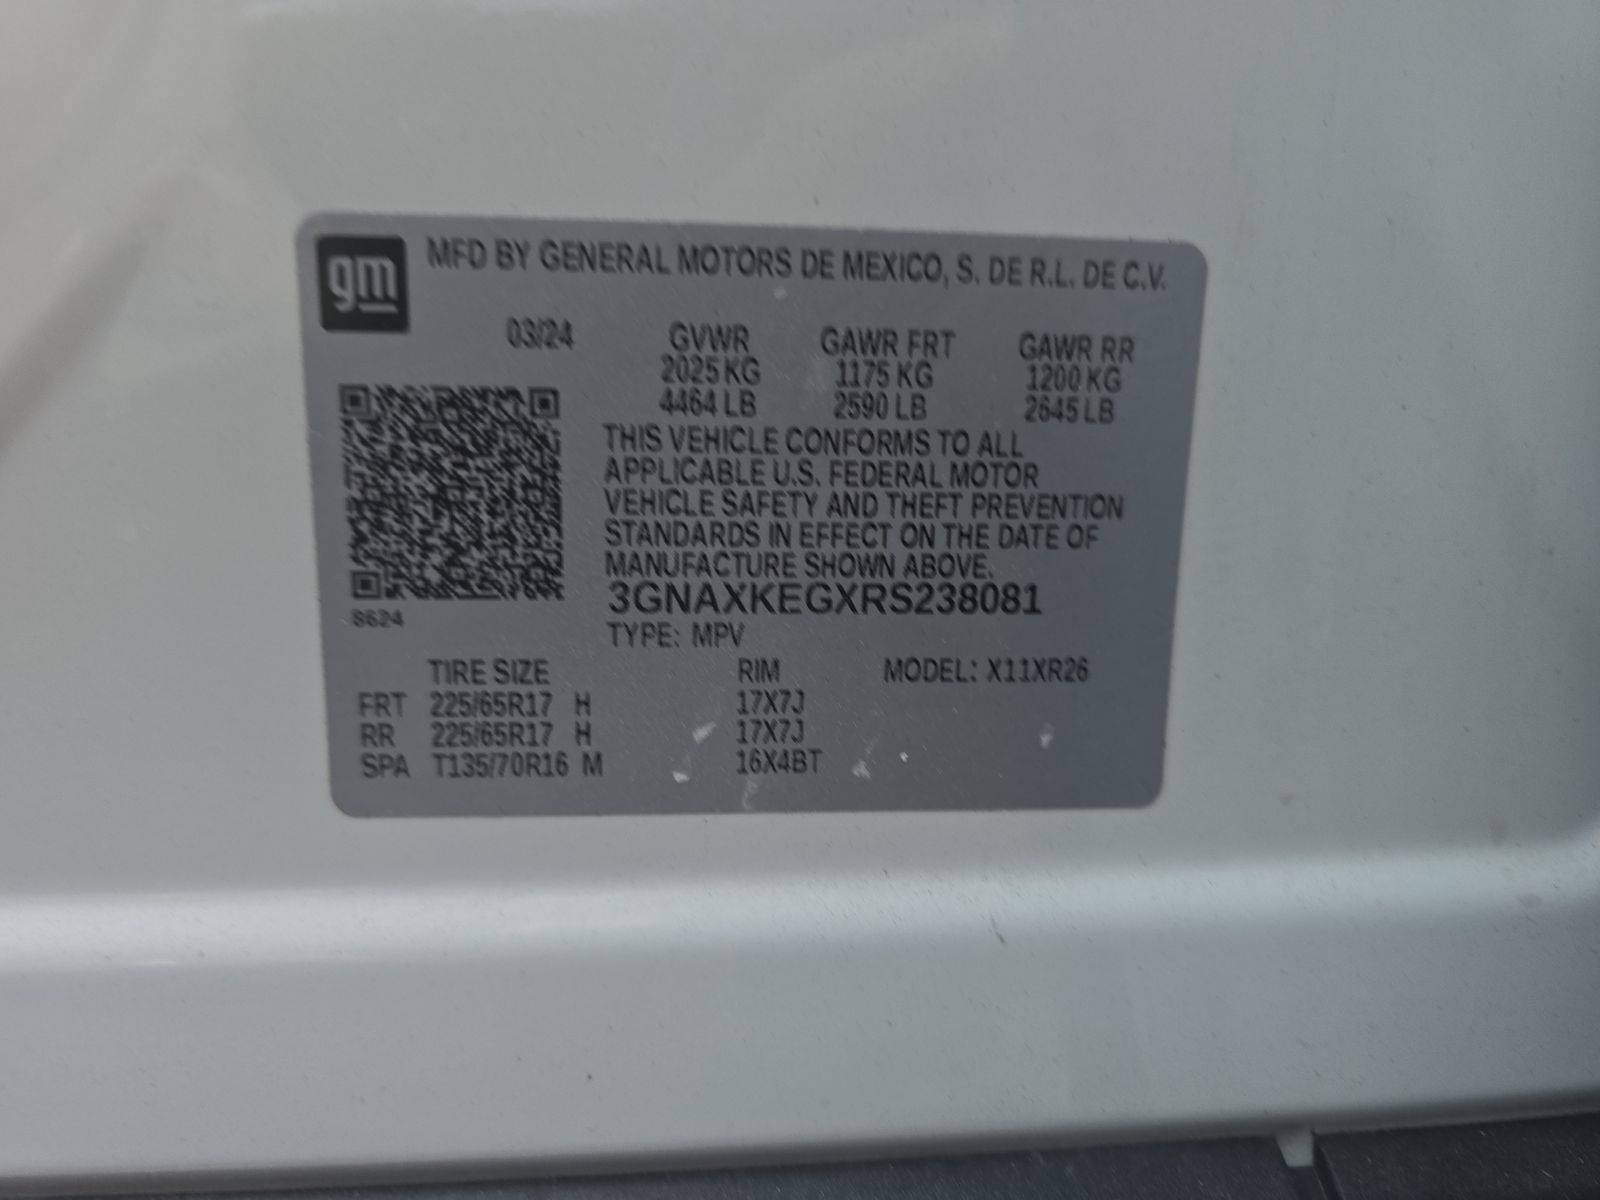 gm
MFD BY GENERAL MOTORS DE MEXICO, S. DE R.L. DE C.V.
03/24 GVWR GAWR FRT GAWR RR
2025 KG 1175 KG 1200 KG
4464 LB 2590 LB 2645 LB
THIS VEHICLE CONFORMS TO ALL
APPLICABLE U.S. FEDERAL MOTOR
VEHICLE SAFETY AND THEFT PREVENTION
STANDARDS IN EFFECT ON THE DATE OF
MANUFACTURE SHOWN ABOVE.
3GNAXKEGXRS238081
8624
TYPE: MPV
TIRE SIZE RIM MODEL: X11XR26
FRT 225/65R17 H 17X7J
RR 225/65R17 H 17X7J
SPA T135/70R16 M 16X4BT